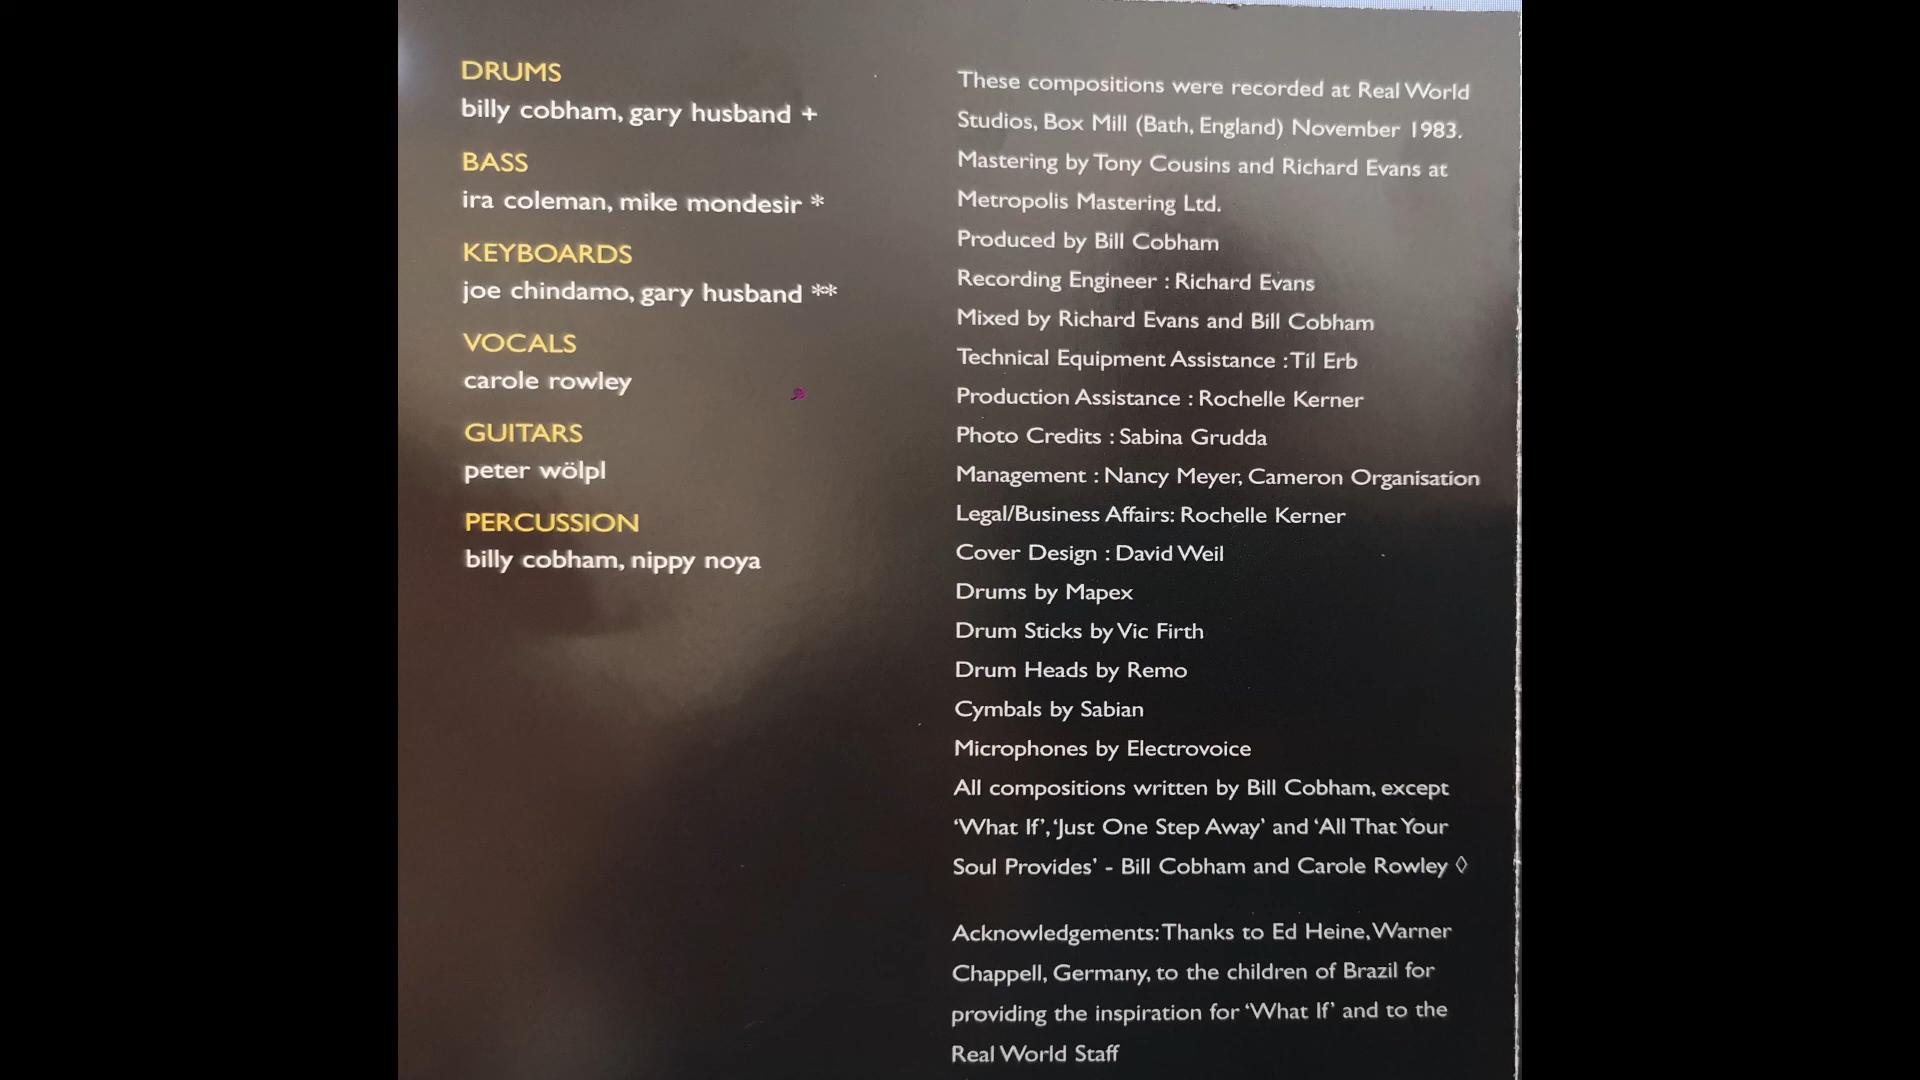 DRUMS
billy cobham, gary husband +
BASS
ira coleman, mike mondesir *
KEYBOARDS
joe chindamo, gary husband **
VOCALS
carole rowley
GUITARS
peter wölpl
PERCUSSION
billy cobham, nippy noya
These compositions were recorded at Real World
Studios, Box Mill (Bath, England) November 1983.
Mastering by Tony Cousins and Richard Evans at
Metropolis Mastering Ltd.
Produced by Bill Cobham
Recording Engineer : Richard Evans
Mixed by Richard Evans and Bill Cobham
Technical Equipment Assistance : Til Erb
Production Assistance : Rochelle Kerner
Photo Credits : Sabina Grudda
Management : Nancy Meyer, Cameron Organisation
Legal/Business Affairs: Rochelle Kerner
Cover Design : David Weil
Drums by Mapex
Drum Sticks by Vic Firth
Drum Heads by Remo
Cymbals by Sabian
Microphones by Electrovoice
All compositions written by Bill Cobham, except
‘What If’, ‘Just One Step Away’ and ‘All That Your
Soul Provides’ - Bill Cobham and Carole Rowley ◊
Acknowledgements: Thanks to Ed Heine, Warner
Chappell, Germany, to the children of Brazil for
providing the inspiration for ‘What If’ and to the
Real World Staff